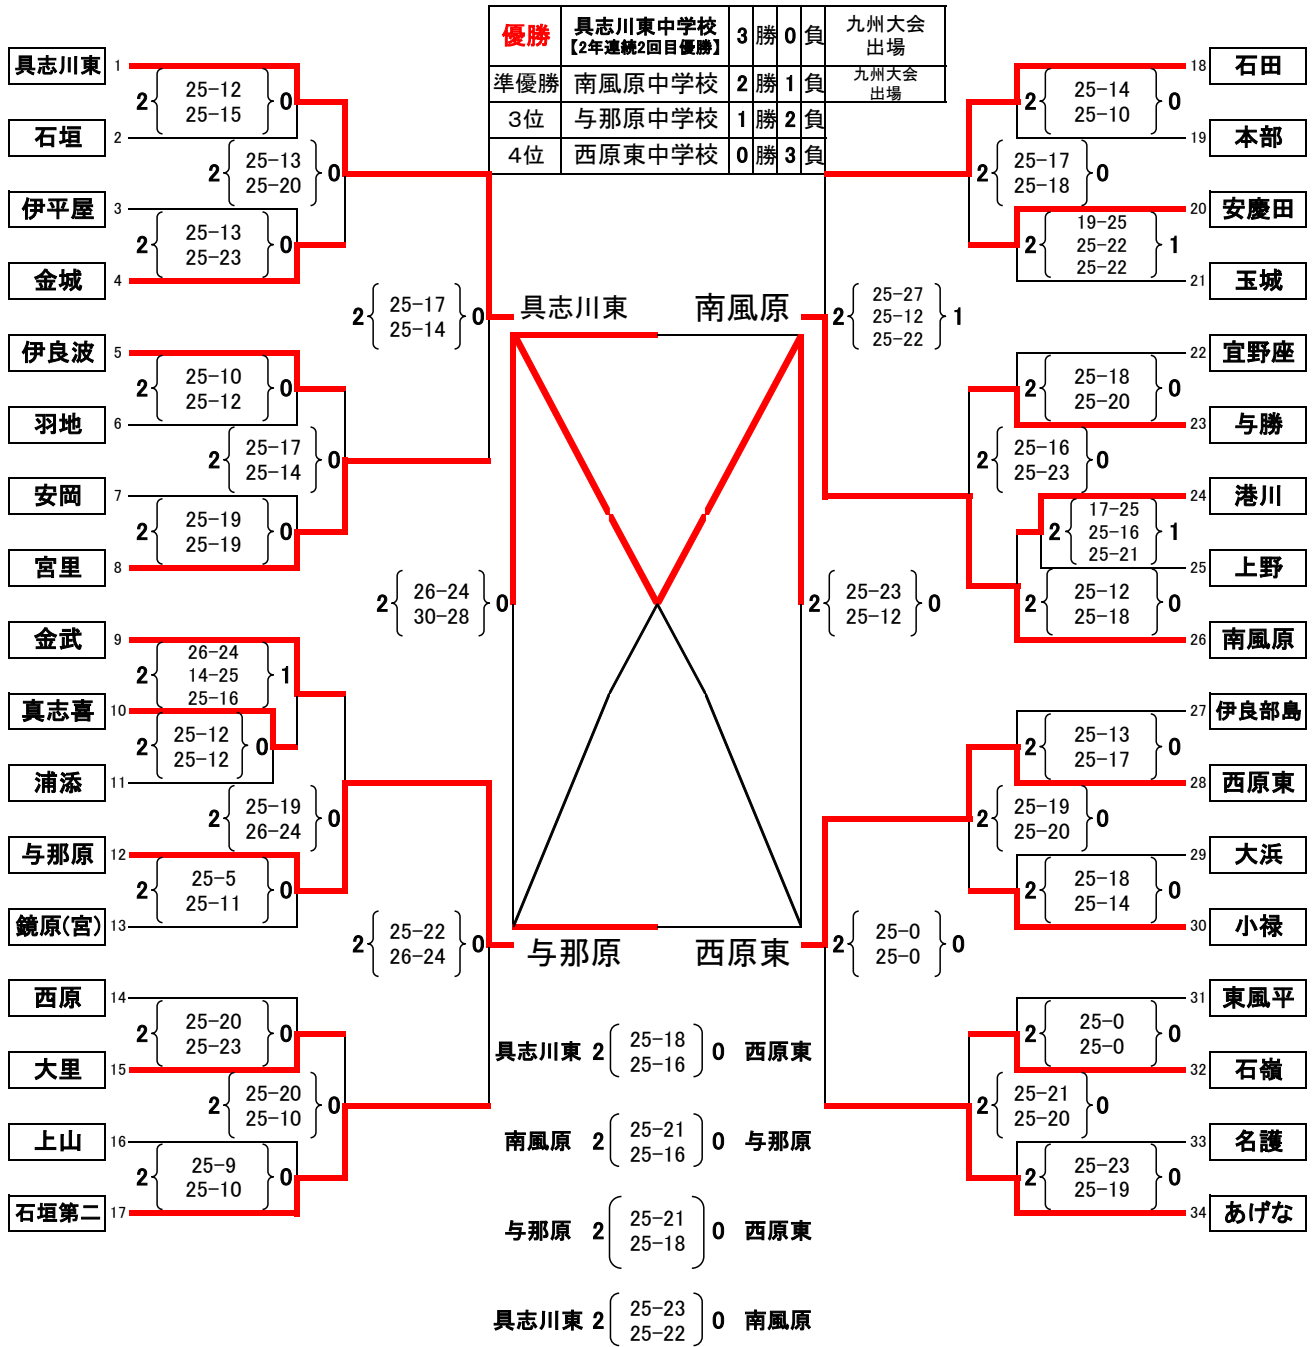 優勝 具志川東中学校 3 勝 0 負 九州大会
【2年連続2回目優勝】 出場
準優勝 南風原中学校 2 勝 1 負 九州大会
出場
3位 与那原中学校 1 勝 2 負
4位 西原東中学校 0 勝 3 負
具志川東 1
2 25-12 0
25-15
石垣 2
2 25-13 0
25-20
伊平屋 3
2 25-13 0
25-23
金城 4
2 25-17 0
25-14
伊良波 5
2 25-10 0
25-12
羽地 6
2 25-17 0
25-14
安岡 7
2 25-19 0
25-19
宮里 8
2 26-24 0
30-28
金武 9
26-24
2 14-25 1
25-16
真志喜 10
2 25-12 0
25-12
浦添 11
2 25-19 0
26-24
与那原 12
2 25-5 0
25-11
鏡原(宮) 13
2 25-22 0
26-24
西原 14
2 25-20 0
25-23
大里 15
2 25-20 0
25-10
上山 16
2 25-9 0
25-10
石垣第二 17
具志川東 南風原
与那原 西原東
18 石田
2 25-14 0
25-10
19 本部
2 25-17 0
25-18
20 安慶田
19-25
2 25-22 1
25-22
21 玉城
25-27
2 25-12 1
25-22
22 宜野座
2 25-18 0
25-20
23 与勝
2 25-16 0
25-23
24 港川
17-25
2 25-16 1
25-21
25 上野
2 25-12 0
25-18
26 南風原
2 25-23 0
25-12
27 伊良部島
2 25-13 0
25-17
28 西原東
2 25-19 0
25-20
29 大浜
2 25-18 0
25-14
30 小禄
2 25-0 0
25-0
31 東風平
2 25-0 0
25-0
32 石嶺
2 25-21 0
25-20
33 名護
2 25-23 0
25-19
34 あげな
具志川東 2 25-18 0 西原東
25-16
南風原 2 25-21 0 与那原
25-16
与那原 2 25-21 0 西原東
25-18
具志川東 2 25-23 0 南風原
25-22